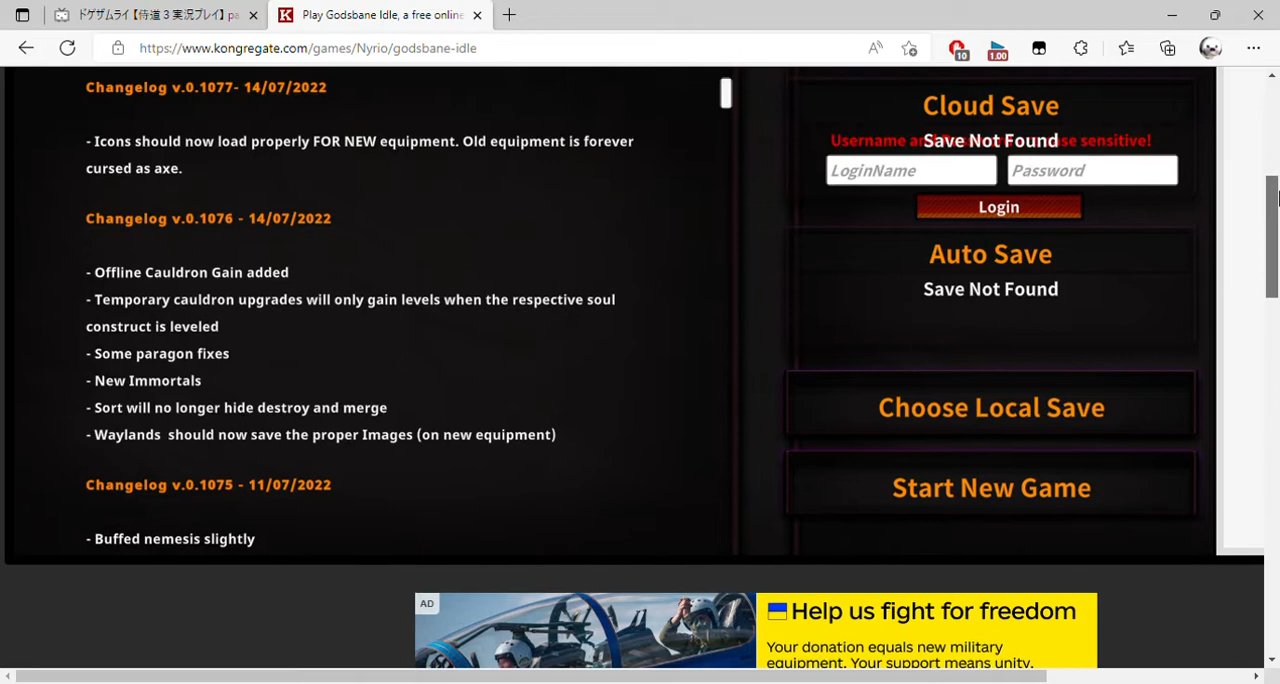 ドゲザムライ【侍道３実況プレイ】pa
Play Godsbane Idle, a free online
https://www.kongregate.com/games/Nyrio/godsbane-idle
10
1.00
Changelog v.0.1077- 14/07/2022
- Icons should now load properly FOR NEW equipment. Old equipment is forever
cursed as axe.
Changelog v.0.1076 - 14/07/2022
- Offline Cauldron Gain added
- Temporary cauldron upgrades will only gain levels when the respective soul
construct is leveled
- Some paragon fixes
- New Immortals
- Sort will no longer hide destroy and merge
- Waylands  should now save the proper Images (on new equipment)
Changelog v.0.1075 - 11/07/2022
- Buffed nemesis slightly
Cloud Save
Save Not Found
Username an se sensitive!
LoginName
Password
Login
Auto Save
Save Not Found
Choose Local Save
Start New Game
AD
Help us fight for freedom
Your donation equals new military
equipment. Your support means unity.